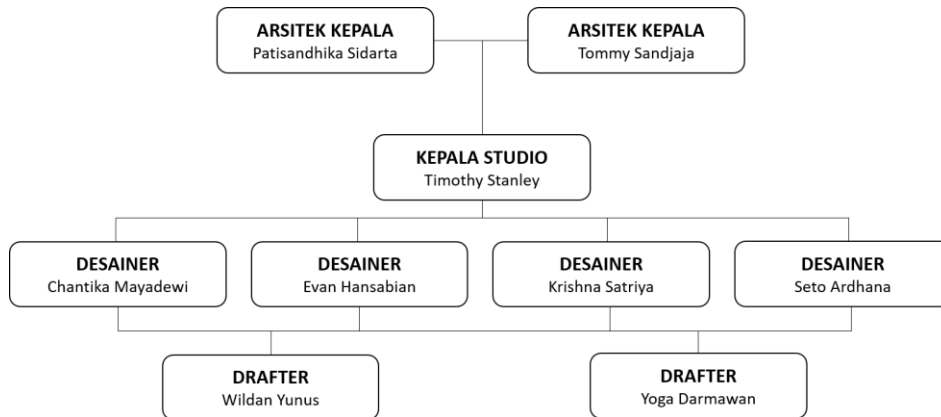 ARSITEK KEPALA
Patisandhika Sidarta
ARSITEK KEPALA
Tommy Sandjaja
KEPALA STUDIO
Timothy Stanley
DESAINER
Chantika Mayadewi
DESAINER
Evan Hansabian
DESAINER
Krishna Satriya
DESAINER
Seto Ardhana
DRAFTER
Wildan Yunus
DRAFTER
Yoga Darmawan